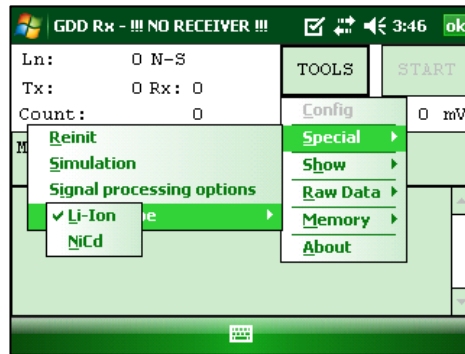 GDD Rx - !!! NO RECEIVER !!! 3:46 ok
Ln: 0 N-S
Tx: 0 Rx: 0
Count: 0
TOOLS
START
0 mV
M
Config
Special
Show
Raw Data
Memory
About
Reinit
Simulation
Signal processing options
pe
Li-Ion
NiCd